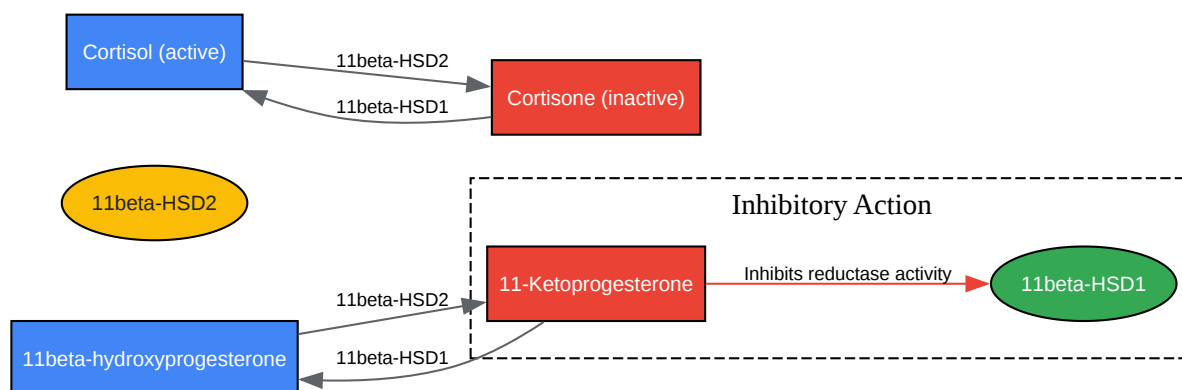 Cortisol (active)
11beta-HSD2
11beta-HSD1
Cortisone (inactive)
11beta-HSD2
Inhibitory Action
11-Ketoprogesterone
Inhibits reductase activity
11beta-HSD1
11beta-HSD2
11beta-HSD1
11beta-hydroxyprogesterone